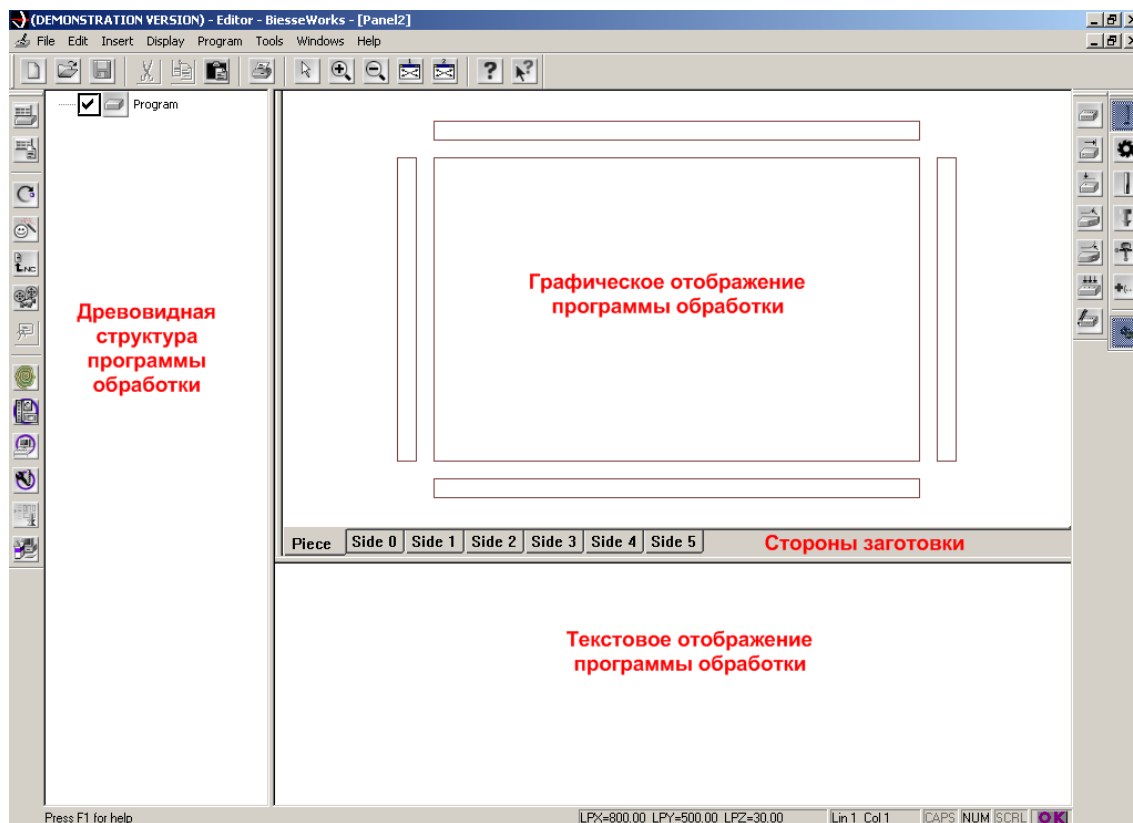 (DEMONSTRATION VERSION) - Editor - BiesseWorks - [Panel2]
File Edit Insert Display Program Tools Windows Help
Program
Графическое отображение
программы обработки
Древовидная
структура
программы
обработки
Piece Side 0 Side 1 Side 2 Side 3 Side 4 Side 5 Стороны заготовки
Текстовое отображение
программы обработки
Press F1 for help LPX=800.00 LPY=500.00 LPZ=30.00 Lin 1 Col 1 CAPS NUM SCRL OK